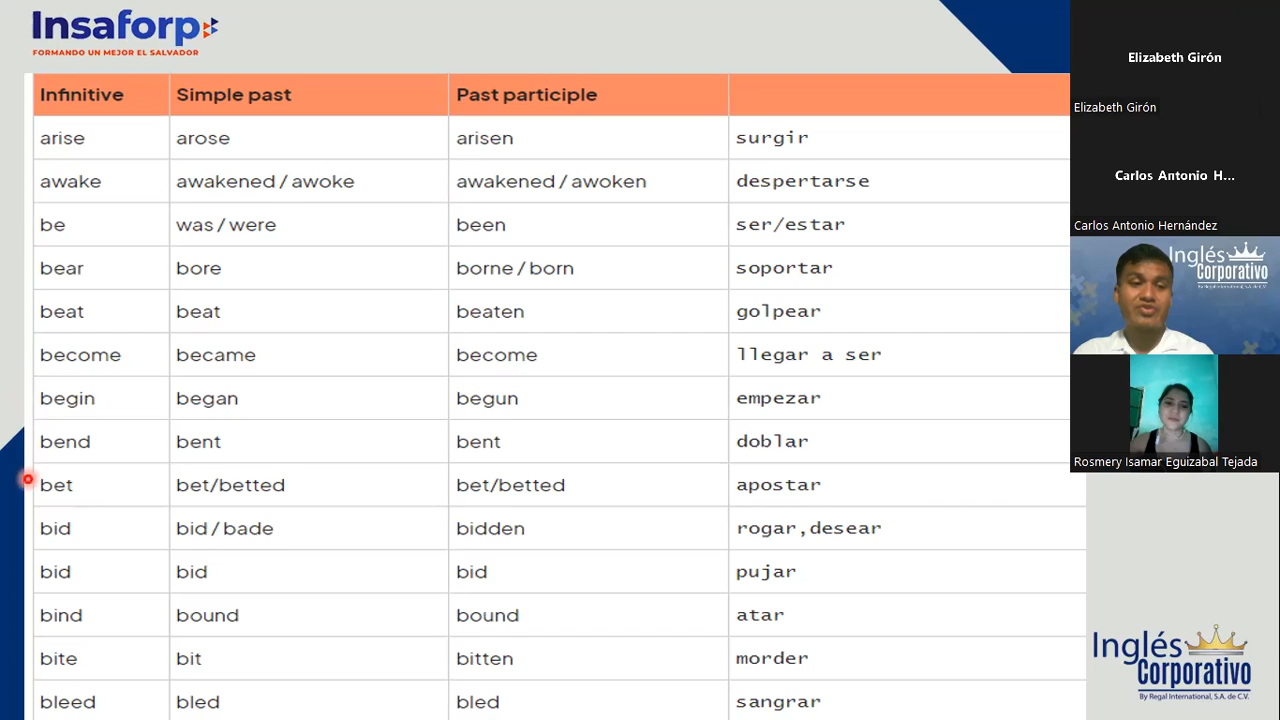 Insaforp
FORMANDO UN MEJOR EL SALVADOR
Infinitive Simple past Past participle
arise arose arisen surgir
awake awakened / awoke awakened / awoken despertarse
be was / were been ser/estar
bear bore borne / born soportar
beat beat beaten golpear
become became become llegar a ser
begin began begun empezar
bend bent bent doblar
bet bet/betted bet/betted apostar
bid bid / bade bidden rogar,desear
bid bid bid pujar
bind bound bound atar
bite bit bitten morder
bleed bled bled sangrar
Elizabeth Girón
Elizabeth Girón
Carlos Antonio H...
Carlos Antonio Hernández
Inglés
Corporativo
By Regal International, S.A. de C.V.
Rosmery Isamar Eguizabal Tejada
Inglés
Corporativo
By Regal International, S.A. de C.V.